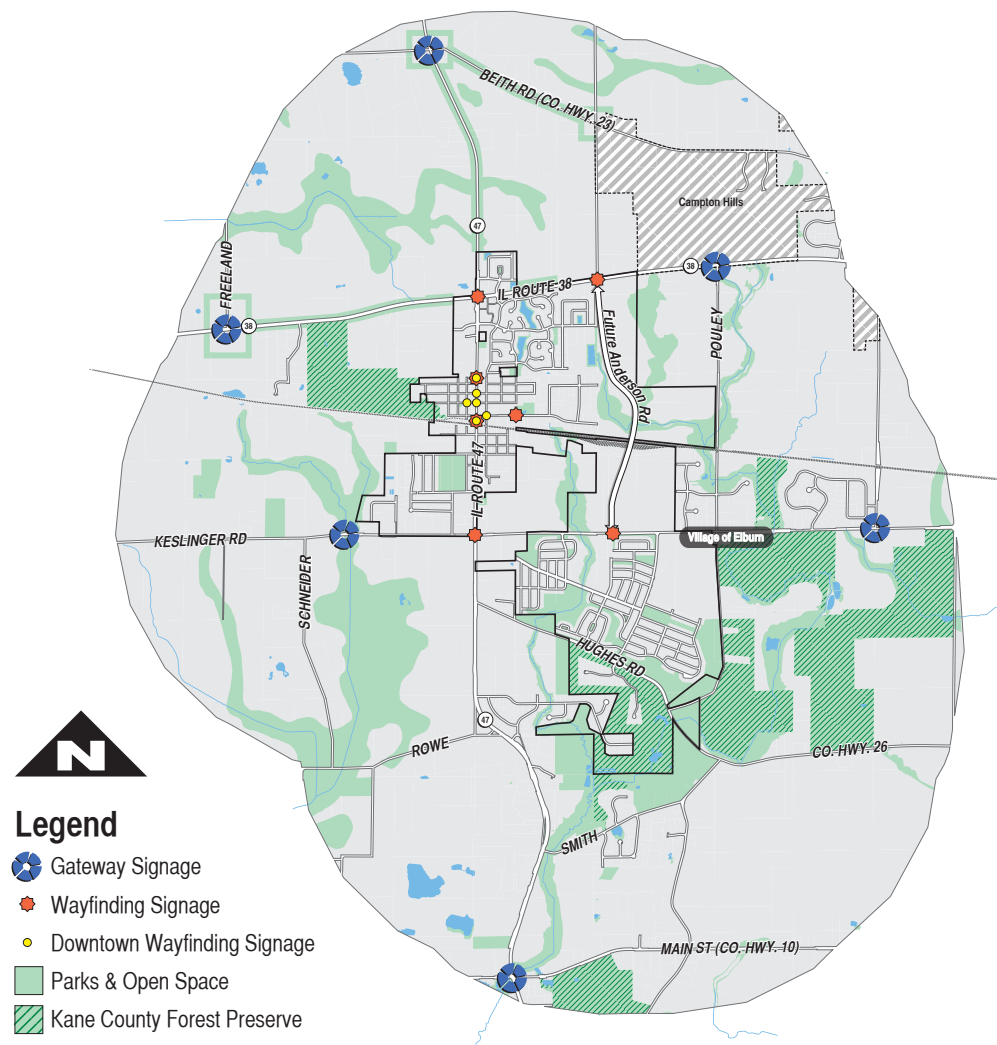 BEITH RD (CO. HWY. 23)
Campton Hills
47
FREELAND
38
IL ROUTE 38
38
POULEY
Future Anderson Rd
IL ROUTE 47
KESLINGER RD
Village of Elburn
SCHNEIDER
HUGHES RD
47
ROWE
CO. HWY. 26
SMITH
MAIN ST (CO. HWY. 10)
N
Legend
Gateway Signage
Wayfinding Signage
Downtown Wayfinding Signage
Parks & Open Space
Kane County Forest Preserve